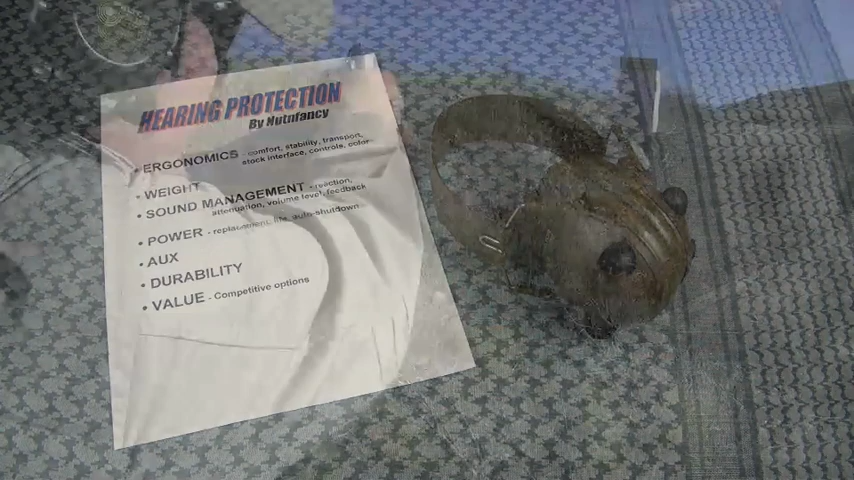 HEARING PROTECTION
By Nutnfancy
• ERGONOMICS - comfort, stability, transport,
stock interface, controls, color
• WEIGHT
• SOUND MANAGEMENT - reaction,
attenuation, volume level, feedback
• POWER - replacement, life, auto-shutdown
• AUX
• DURABILITY
• VALUE - Competitive options